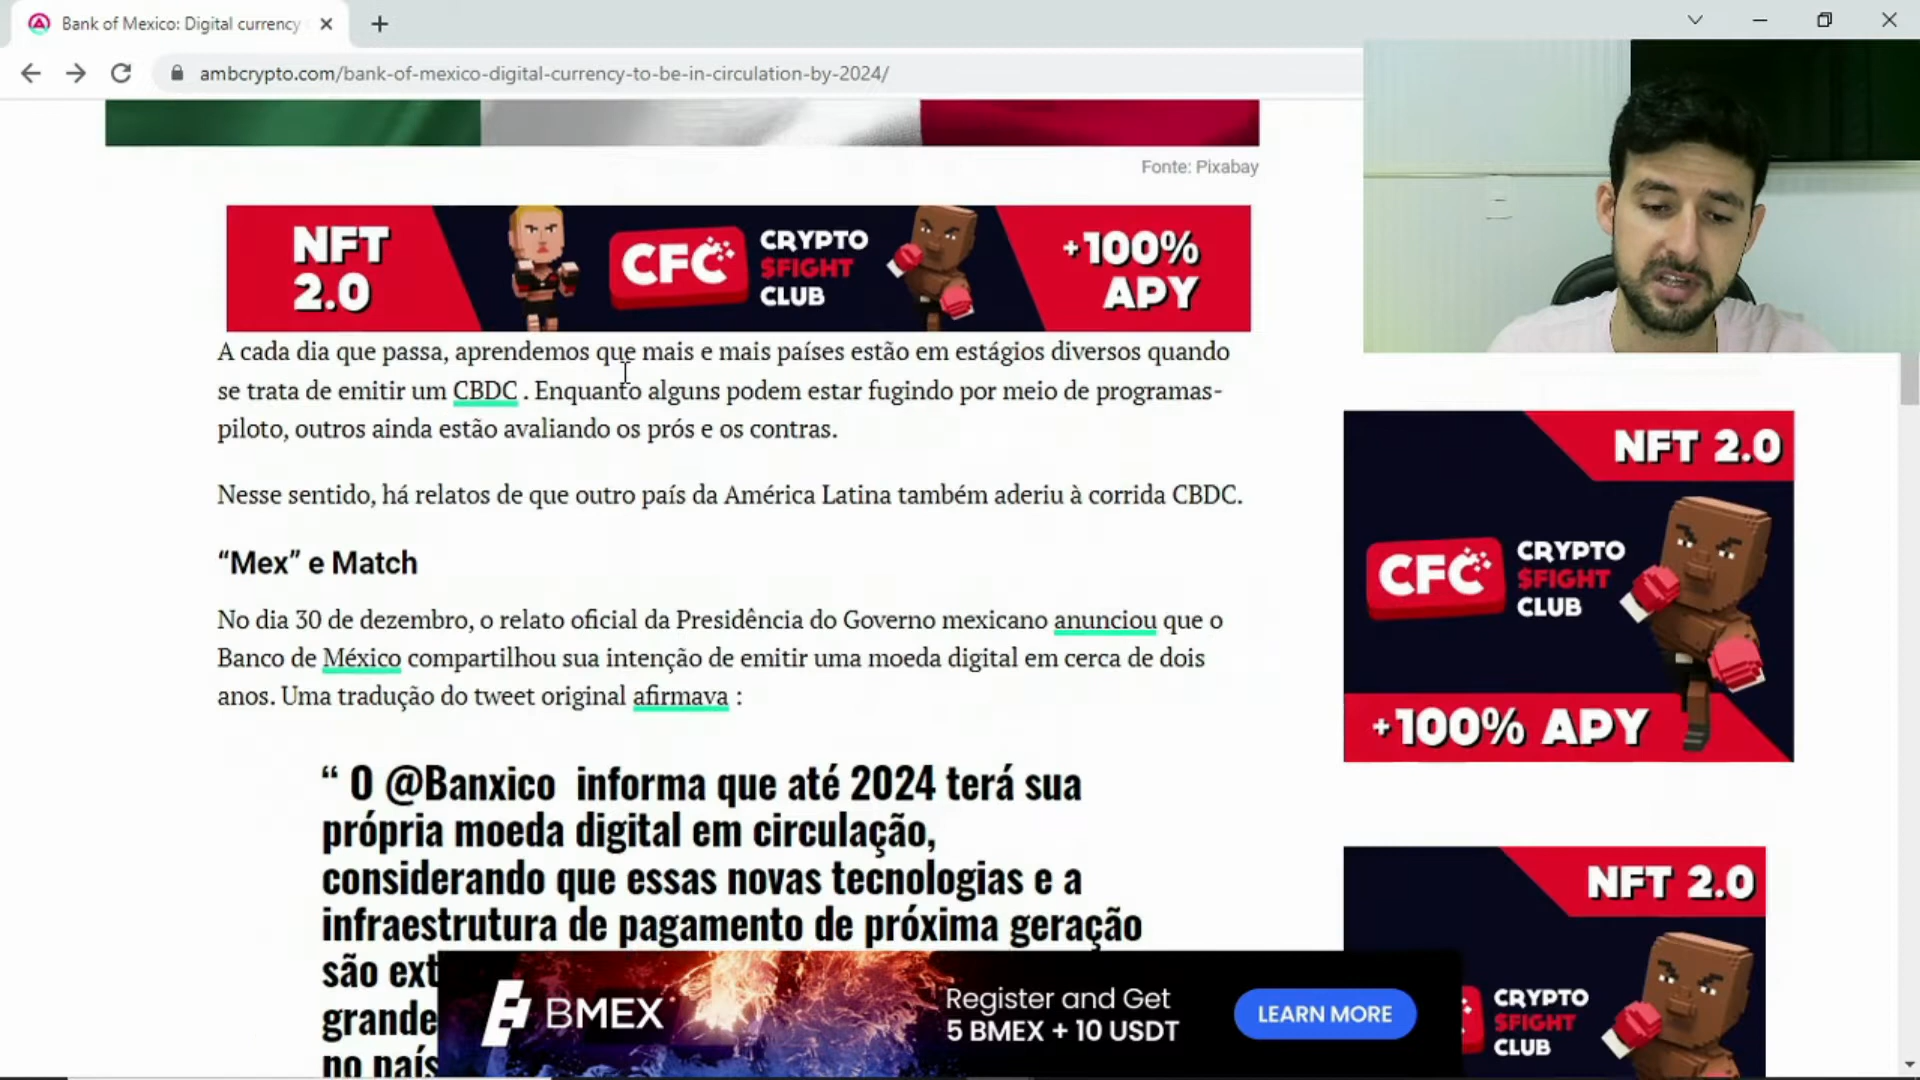 Bank of Mexico: Digital currency
ambcrypto.com/bank-of-mexico-digital-currency-to-be-in-circulation-by-2024/
Fonte: Pixabay
NFT 2.0
CFC
CRYPTO
$FIGHT
CLUB
+100%
APY
A cada dia que passa, aprendemos que mais e mais países estão em estágios diversos quando
se trata de emitir um CBDC . Enquanto alguns podem estar fugindo por meio de programas-
piloto, outros ainda estão avaliando os prós e os contras.
Nesse sentido, há relatos de que outro país da América Latina também aderiu à corrida CBDC.
“Mex” e Match
No dia 30 de dezembro, o relato oficial da Presidência do Governo mexicano anunciou que o
Banco de México compartilhou sua intenção de emitir uma moeda digital em cerca de dois
anos. Uma tradução do tweet original afirmava :
“ O @Banxico informa que até 2024 terá sua
própria moeda digital em circulação,
considerando que essas novas tecnologias e a
infraestrutura de pagamento de próxima geração
são ext
grande
no país
NFT 2.0
CFC
CRYPTO
$FIGHT
CLUB
+100% APY
NFT 2.0
CRYPTO
$FIGHT
CLUB
BMEX
Register and Get
5 BMEX + 10 USDT
LEARN MORE